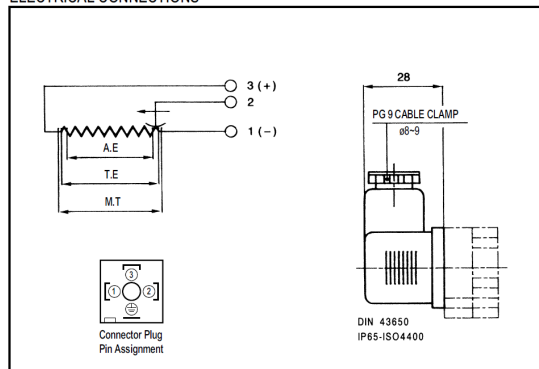 ELECTRICAL CONNECTIONS
3 (+)
2
1 (–)
A.E
T.E
M.T
28
PG 9 CABLE CLAMP
ø8~9
3
1
2
Connector Plug
Pin Assignment
DIN 43650
IP65-ISO4400